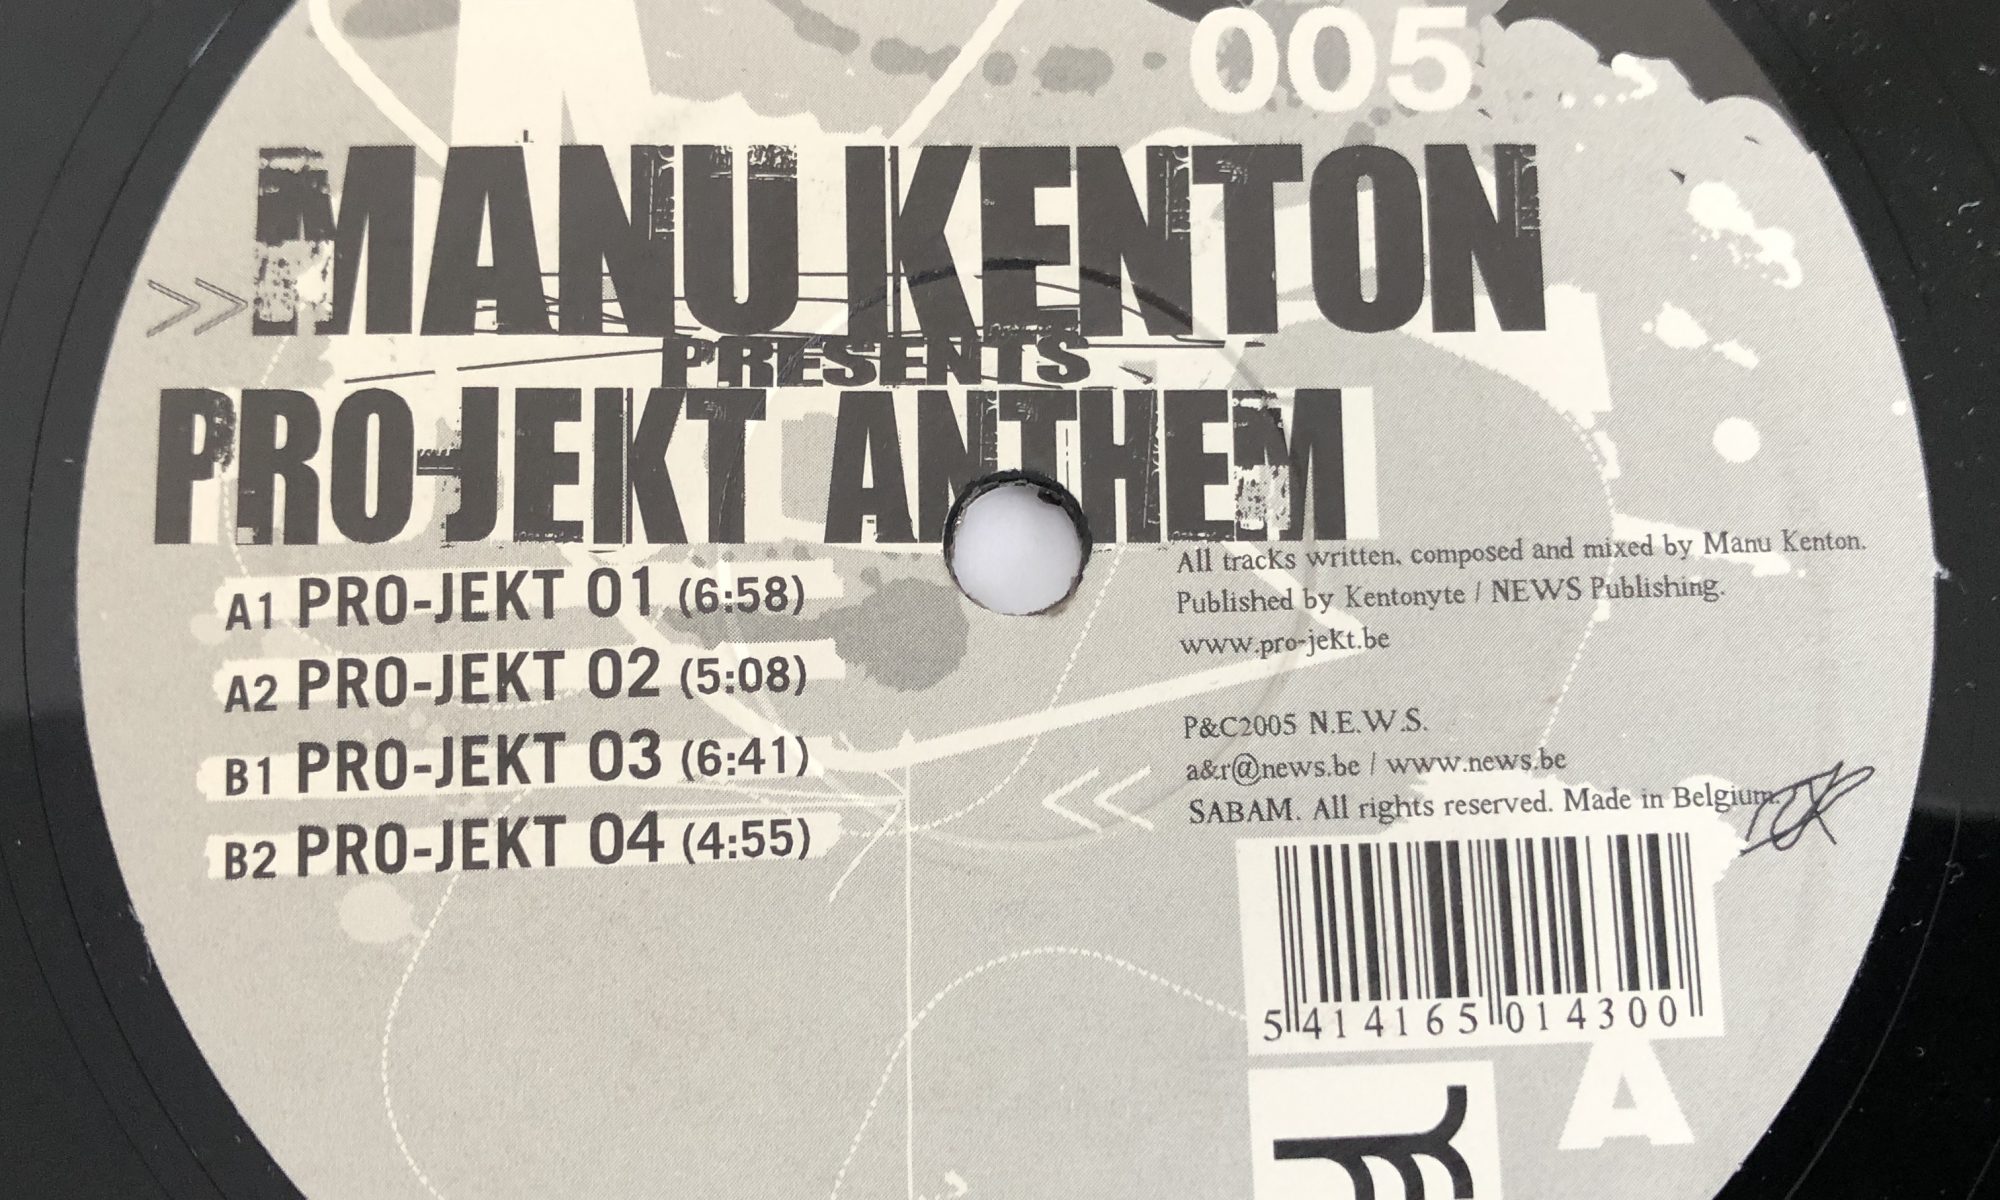 005
MANU KENTON
PRESENTS
PRO-JEKT ANTHEM
A1 PRO-JEKT 01 (6:58)
A2 PRO-JEKT 02 (5:08)
B1 PRO-JEKT 03 (6:41)
B2 PRO-JEKT 04 (4:55)
All tracks written, composed and mixed by Manu Kenton.
Published by Kentonyte / NEWS Publishing.
www.pro-jekt.be
P&C2005 N.E.W.S.
a&r@news.be / www.news.be
SABAM. All rights reserved. Made in Belgium.
5 414165 014300
A